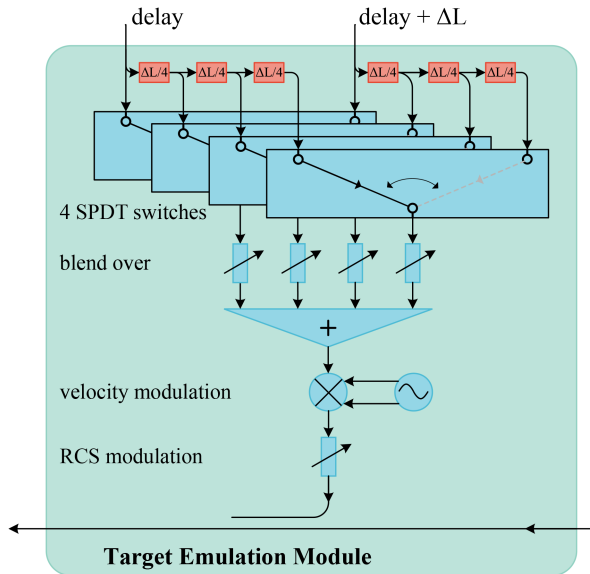 delay delay + ΔL
ΔL/4 ΔL/4 ΔL/4 ΔL/4 ΔL/4 ΔL/4
4 SPDT switches
blend over
+
velocity modulation
RCS modulation
Target Emulation Module